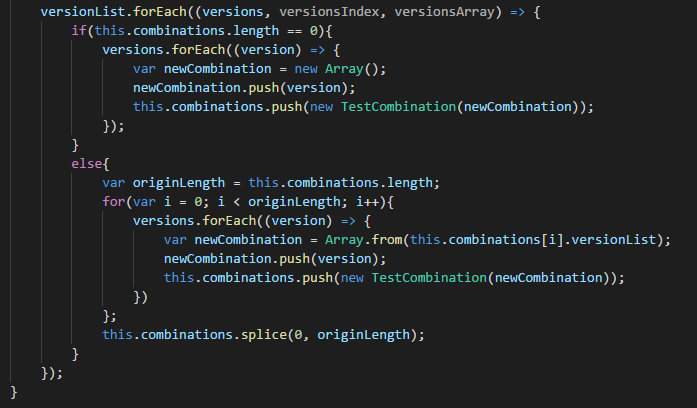 versionList.forEach((versions, versionsIndex, versionsArray) => {
if(this.combinations.length == 0){
versions.forEach((version) => {
var newCombination = new Array();
newCombination.push(version);
this.combinations.push(new TestCombination(newCombination));
});
}
else{
var originLength = this.combinations.length;
for(var i = 0; i < originLength; i++){
versions.forEach((version) => {
var newCombination = Array.from(this.combinations[i].versionList);
newCombination.push(version);
this.combinations.push(new TestCombination(newCombination));
})
};
this.combinations.splice(0, originLength);
}
});
}